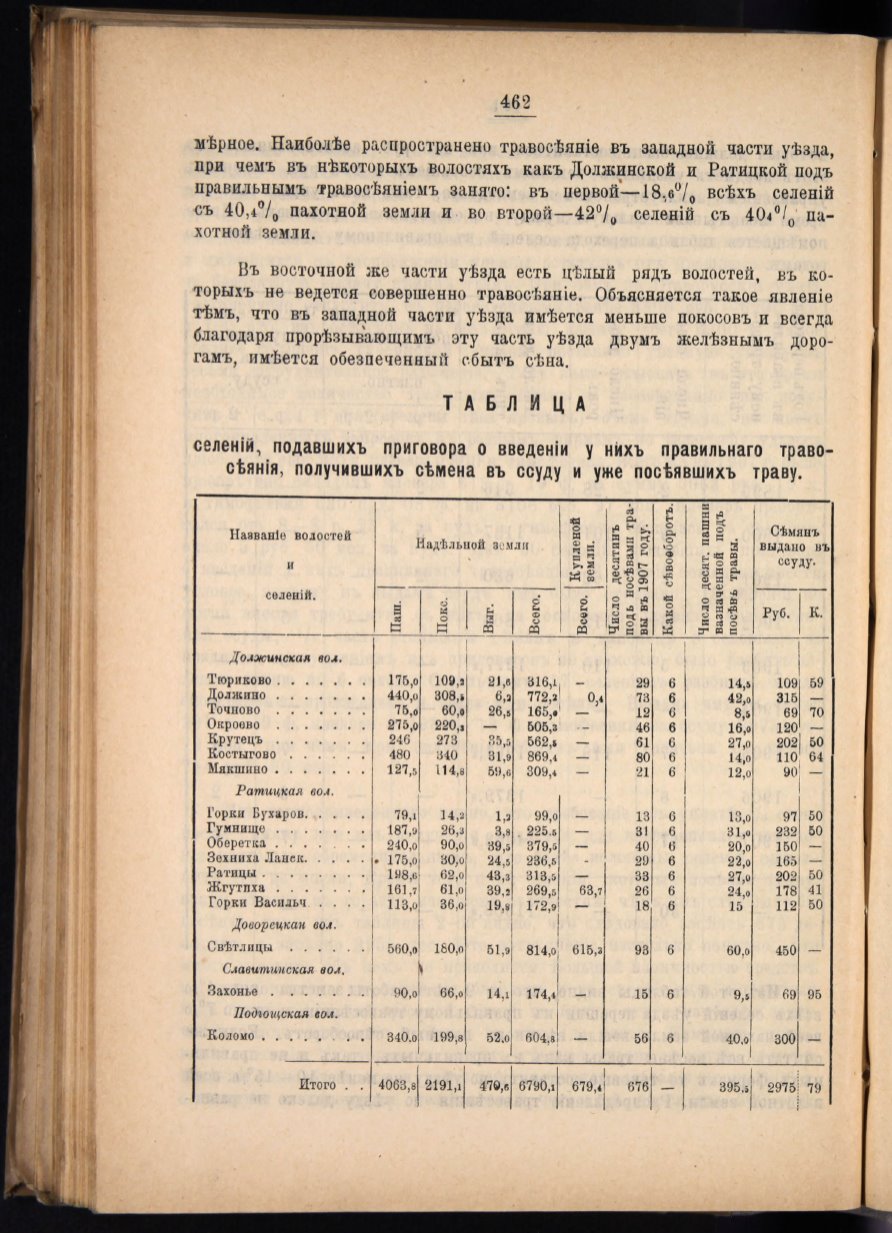 462
мѣрное. Наиболѣе распространено травосѣяніе въ западной части уѣзда,
при чемъ въ нѣкоторыхъ волостяхъ какъ Должинской и Ратицкой подъ
правильнымъ травосѣяніемъ занято: въ первой—18,6% всѣхъ селеній
съ 40,4% пахотной земли и во второй—42% селеній съ 404% па-
хотной земли.
Въ восточной же части уѣзда есть цѣлый рядъ волостей, въ ко-
торыхъ не ведется совершенно травосѣяніе. Объясняется такое явленіе
тѣмъ, что въ западной части уѣзда имѣется меньше покосовъ и всегда
благодаря прорѣзывающимъ эту часть уѣзда двумъ желѣзнымъ доро-
гамъ, имѣется обезпеченный сбытъ сѣна.
ТАБЛИЦА
селеній, подавшихъ приговора о введеніи у нихъ правильнаго траво-
сѣянія, получившихъ сѣмена въ ссуду и уже посѣявшихъ траву.
Названіе волостей
и
селеній.
Надѣльной земли
Паш.
Покс.
Выг.
Всего.
Купленой
земли.
Всего.
Число десятинъ
подъ посѣвами тра-
вы въ 1907 году.
Какой сѣвооборотъ.
Число десят. пашни
назначенной подъ
посѣвъ травы.
Сѣмянъ
выдано въ
ссуду.
Руб. К.
Должинская вол.
Тюриково . . . . . . . 175,0 109,2 21,6 316,1 — 29 6 14,5 109 59
Должино . . . . . . . 440,0 308,5 6,2 772,2 0,4 73 6 42,0 315 —
Точново . . . . . . . 75,0 60,0 26,5 165,0 — 12 6 8,5 69 70
Окроево . . . . . . . 275,0 220,2 — 505,3 — 46 6 16,0 120 —
Крутецъ . . . . . . . 246 273 35,5 562,5 — 61 6 27,0 202 50
Костыгово . . . . . . 480 340 31,9 869,4 — 80 6 14,0 110 64
Мякшино . . . . . . . 127,5 114,8 59,6 309,4 — 21 6 12,0 90 —
Ратицкая вол.
Горки Бухаров. . . . . 79,1 14,2 1,2 99,0 — 13 6 13,0 97 50
Гумнище . . . . . . . 187,9 26,3 3,8 225,5 — 31 6 31,0 232 50
Оберетка . . . . . . . 240,0 90,0 39,5 379,5 — 40 6 20,0 150 —
Зехниха Ланск. . . . . 175,0 30,0 24,5 236,5 - 29 6 22,0 165 —
Ратицы . . . . . . . . 198,6 62,0 43,3 313,5 — 33 6 27,0 202 50
Жгутиха . . . . . . . 161,7 61,0 39,2 269,5 63,7 26 6 24,0 178 41
Горки Васильч . . . . 113,0 36,0 19,8 172,9 — 18 6 15 112 50
Доворецкая вол.
Свѣтлицы . . . . . . 560,0 180,0 51,9 814,0 615,3 93 6 60,0 450 —
Славитинская вол.
Захонье . . . . . . . 90,0 66,0 14,1 174,4 — 15 6 9,5 69 95
Подгощская вол.
Коломо . . . . . . . . 340,0 199,8 52,0 604,8 — 56 6 40,0 300 —
Итого . . 4063,8 2191,1 470,6 6790,1 679,4 676 — 395,5 2975 79